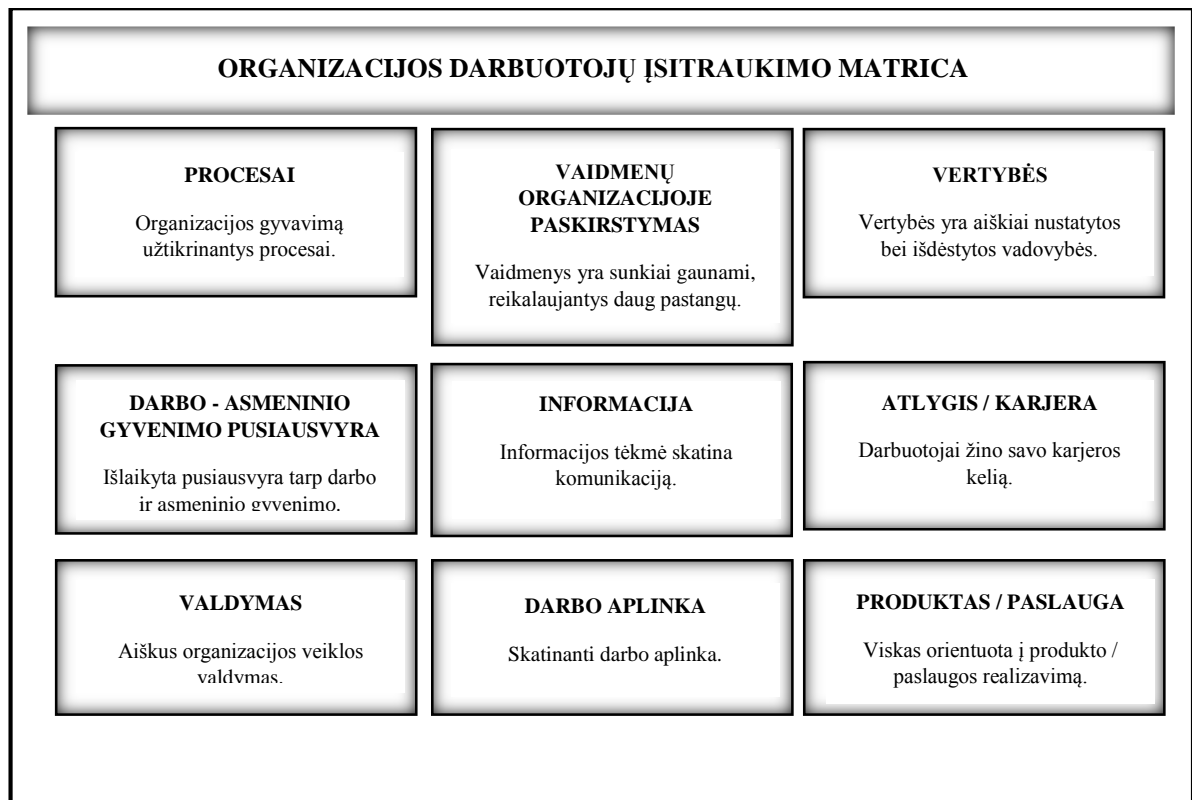 ORGANIZACIJOS DARBUOTOJŲ ĮSITRAUKIMO MATRICA
PROCESAI
Organizacijos gyvavimą
užtikrinantys procesai.
VAIDMENŲ
ORGANIZACIJOJE
PASKIRSTYMAS
Vaidmenys yra sunkiai gaunami,
reikalaujantys daug pastangų.
VERTYBĖS
Vertybės yra aiškiai nustatytos
bei išdėstytos vadovybės.
DARBO - ASMENINIO
GYVENIMO PUSIAUSVYRA
Išlaikyta pusiausvyra tarp darbo
ir asmeninio gyvenimo.
INFORMACIJA
Informacijos tėkmė skatina
komunikaciją.
ATLYGIS / KARJERA
Darbuotojai žino savo karjeros
kelią.
VALDYMAS
Aiškus organizacijos veiklos
valdymas.
DARBO APLINKA
Skatinanti darbo aplinka.
PRODUKTAS / PASLAUGA
Viskas orientuota į produkto /
paslaugos realizavimą.